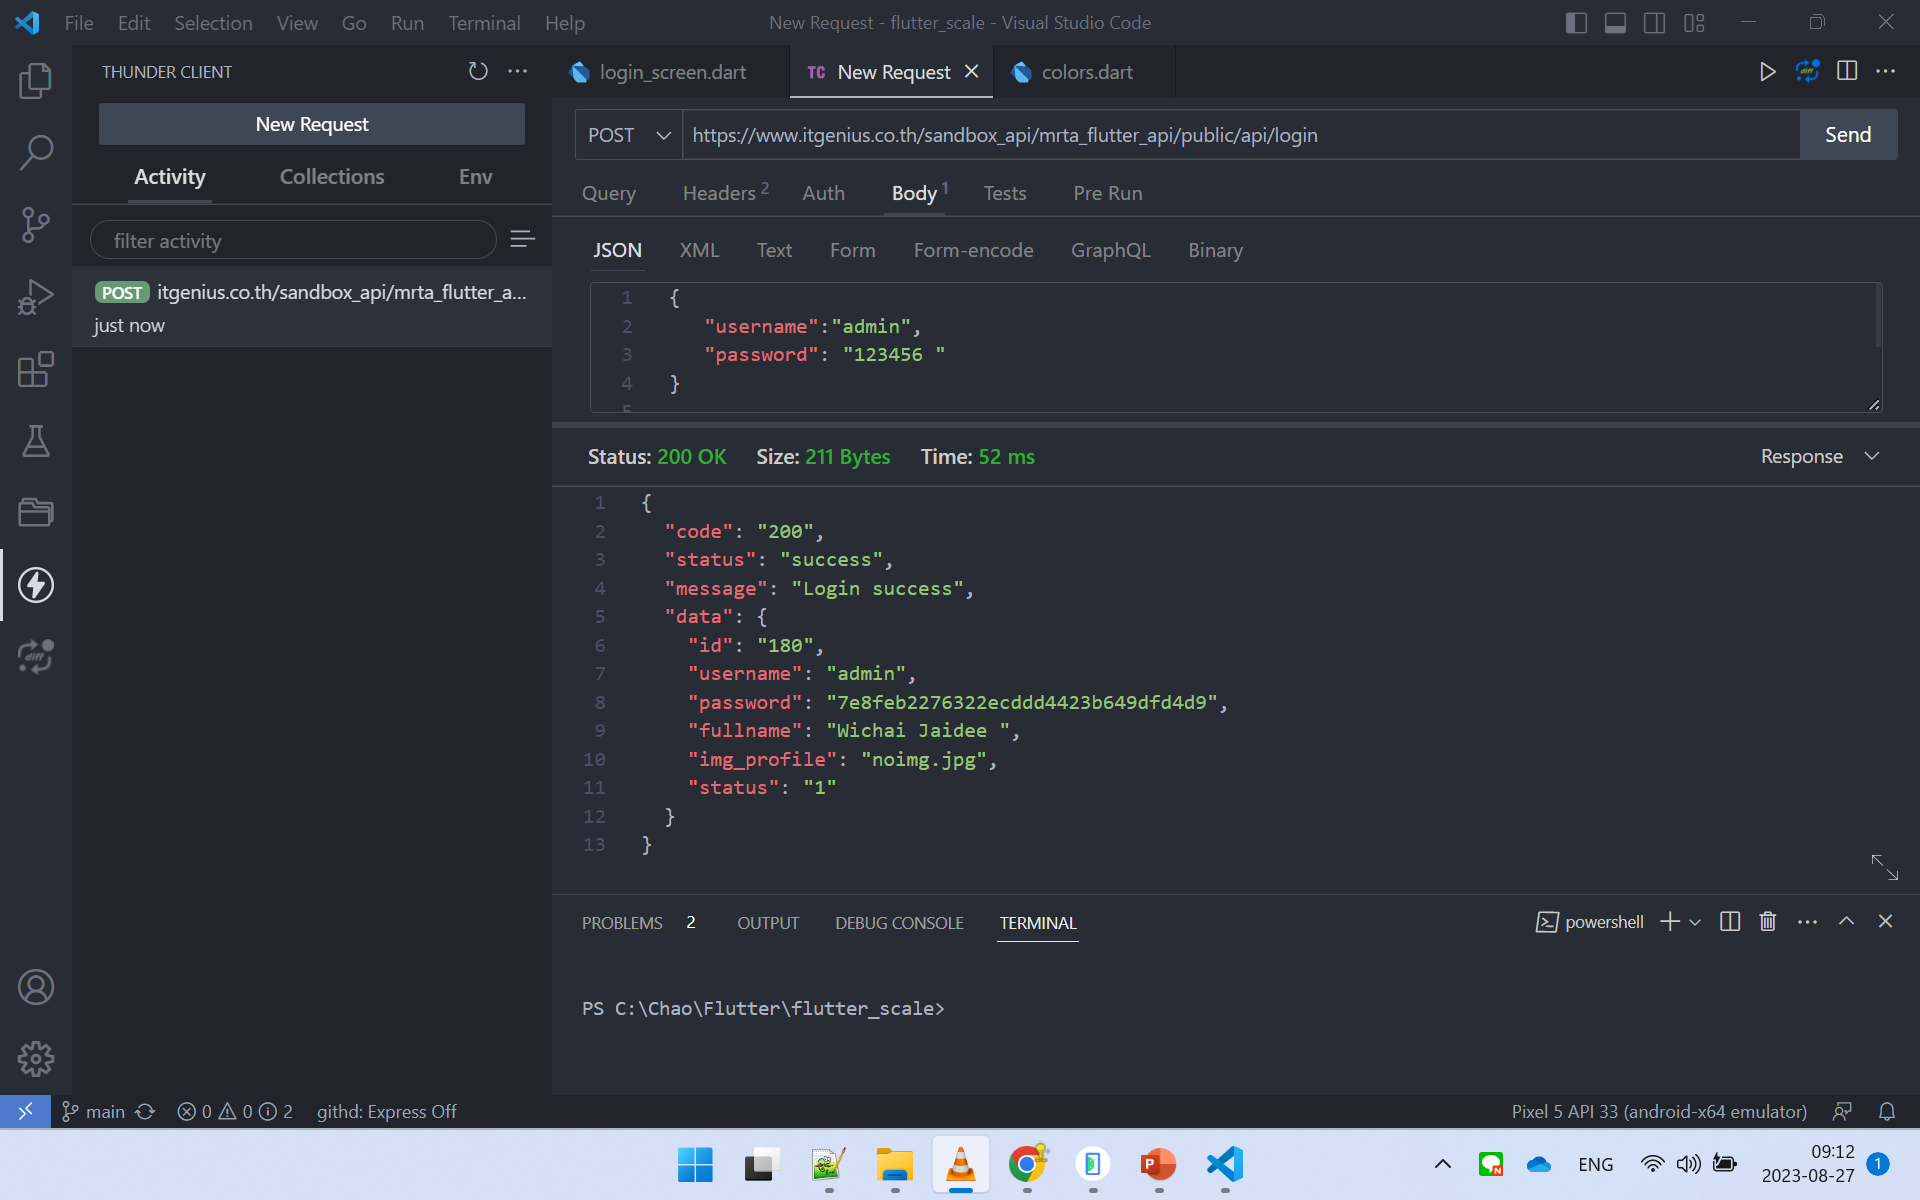 File Edit Selection View Go Run Terminal Help
New Request - flutter_scale - Visual Studio Code
THUNDER CLIENT
New Request
Activity Collections Env
filter activity
POST itgenius.co.th/sandbox_api/mrta_flutter_a...
just now
login_screen.dart
TC New Request
colors.dart
diff
POST https://www.itgenius.co.th/sandbox_api/mrta_flutter_api/public/api/login Send
Query Headers 2 Auth Body 1 Tests Pre Run
JSON XML Text Form Form-encode GraphQL Binary
1 {
2 "username":"admin",
3 "password": "123456 "
4 }
5
Status: 200 OK Size: 211 Bytes Time: 52 ms Response
1 {
2 "code": "200",
3 "status": "success",
4 "message": "Login success",
5 "data": {
6 "id": "180",
7 "username": "admin",
8 "password": "7e8feb2276322ecddd4423b649dfd4d9",
9 "fullname": "Wichai Jaidee ",
10 "img_profile": "noimg.jpg",
11 "status": "1"
12 }
13 }
diff
PROBLEMS 2 OUTPUT DEBUG CONSOLE TERMINAL powershell
PS C:\Chao\Flutter\flutter_scale>
main 0 0 2 githd: Express Off
Pixel 5 API 33 (android-x64 emulator)
P
N
ENG
09:12
2023-08-27
1